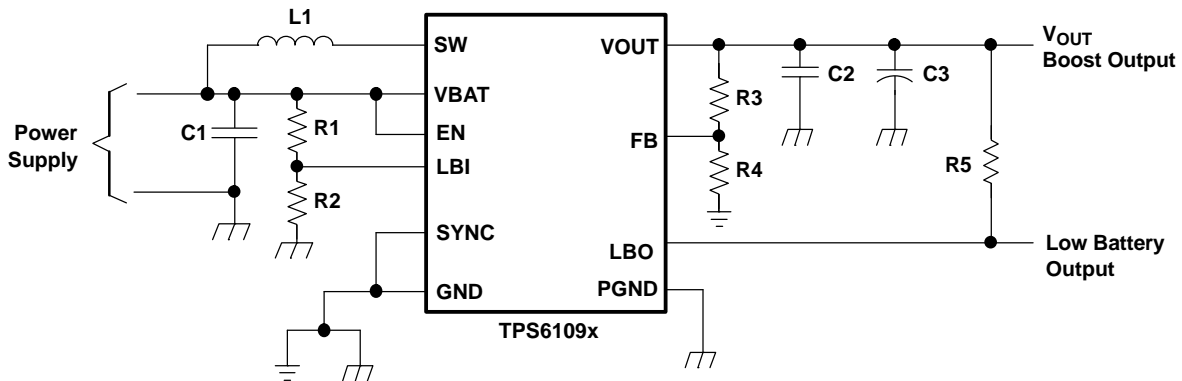 L1
SW
VBAT
EN
LBI
SYNC
GND
VOUT
FB
LBO
PGND
TPS6109x
Power
Supply
C1
R1
R2
R3
R4
C2
C3
R5
VOUT
Boost Output
Low Battery
Output